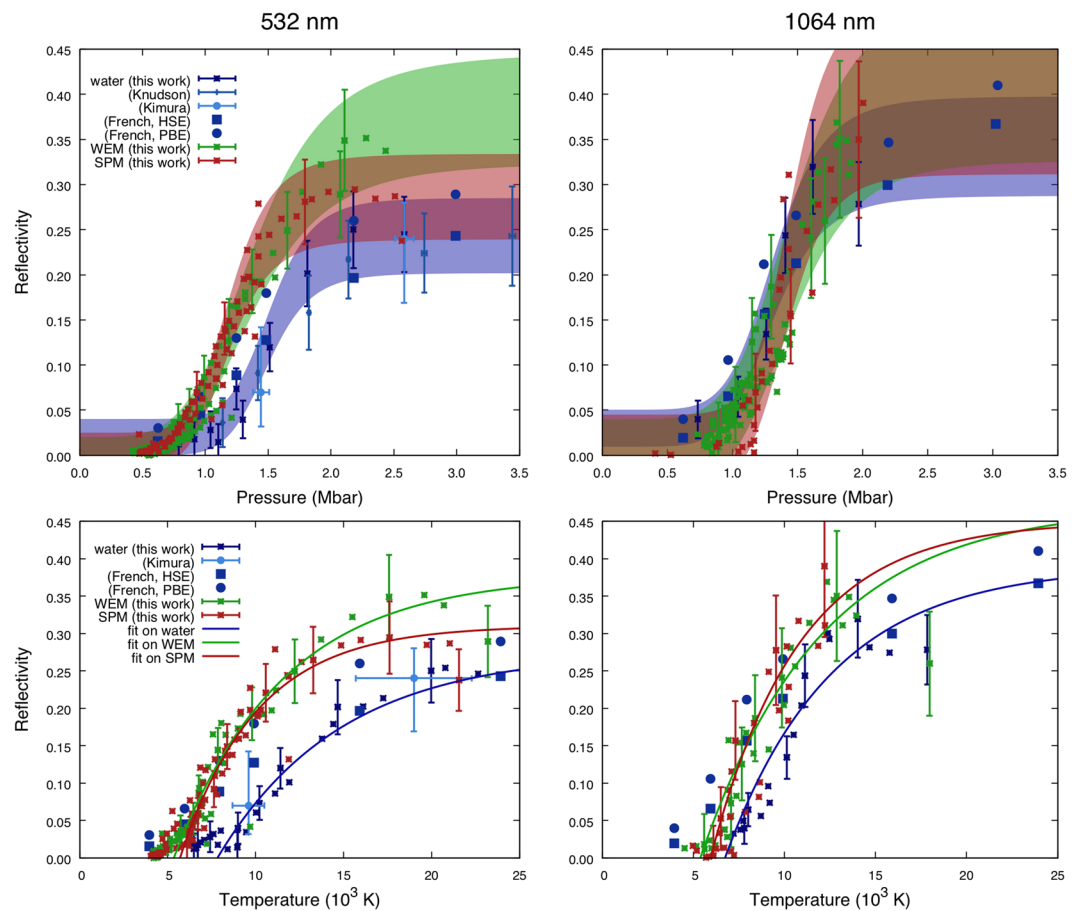 532 nm
1064 nm
0.45
0.40
0.35
0.30
0.25
0.20
0.15
0.10
0.05
0.00
Reflectivity
water (this work)
(Knudson)
(Kimura)
(French, HSE)
(French, PBE)
WEM (this work)
SPM (this work)
0.0 0.5 1.0 1.5 2.0 2.5 3.0 3.5
Pressure (Mbar)
0.45
0.40
0.35
0.30
0.25
0.20
0.15
0.10
0.05
0.00
0.0 0.5 1.0 1.5 2.0 2.5 3.0 3.5
Pressure (Mbar)
0.45
0.40
0.35
0.30
0.25
0.20
0.15
0.10
0.05
0.00
Reflectivity
water (this work)
(Kimura)
(French, HSE)
(French, PBE)
WEM (this work)
SPM (this work)
fit on water
fit on WEM
fit on SPM
0 5 10 15 20 25
Temperature (10³ K)
0.45
0.40
0.35
0.30
0.25
0.20
0.15
0.10
0.05
0.00
0 5 10 15 20 25
Temperature (10³ K)